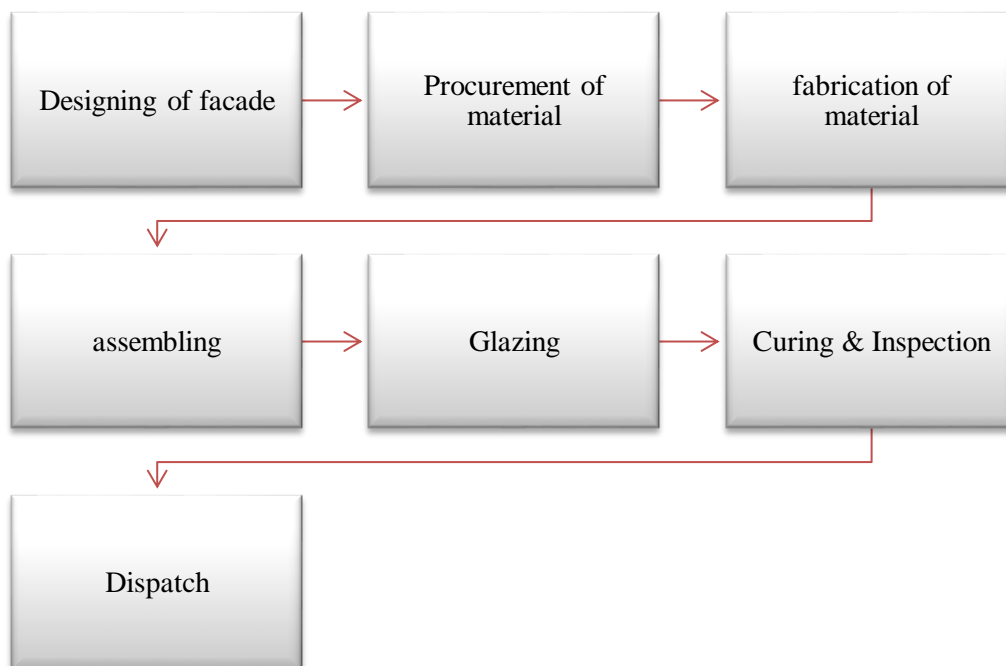 Designing of facade
Procurement of
material
fabrication of
material
assembling
Glazing
Curing & Inspection
Dispatch